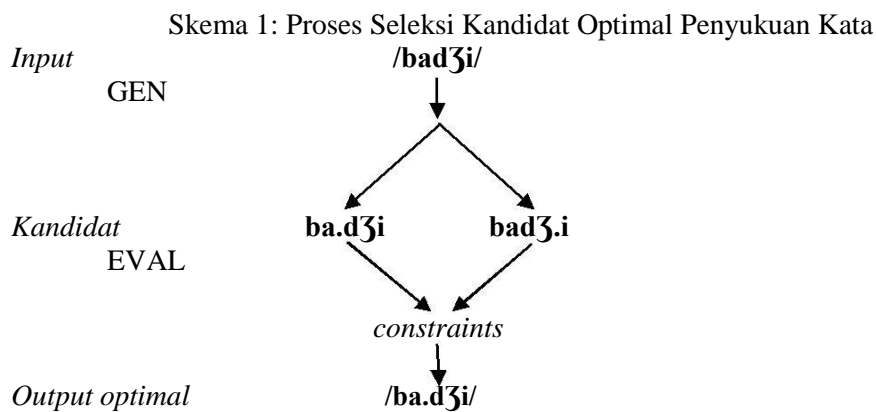 Skema 1: Proses Seleksi Kandidat Optimal Penyukuan Kata
Input /badʒi/
GEN
Kandidat ba.dʒi badʒ.i
EVAL
constraints
Output optimal /ba.dʒi/